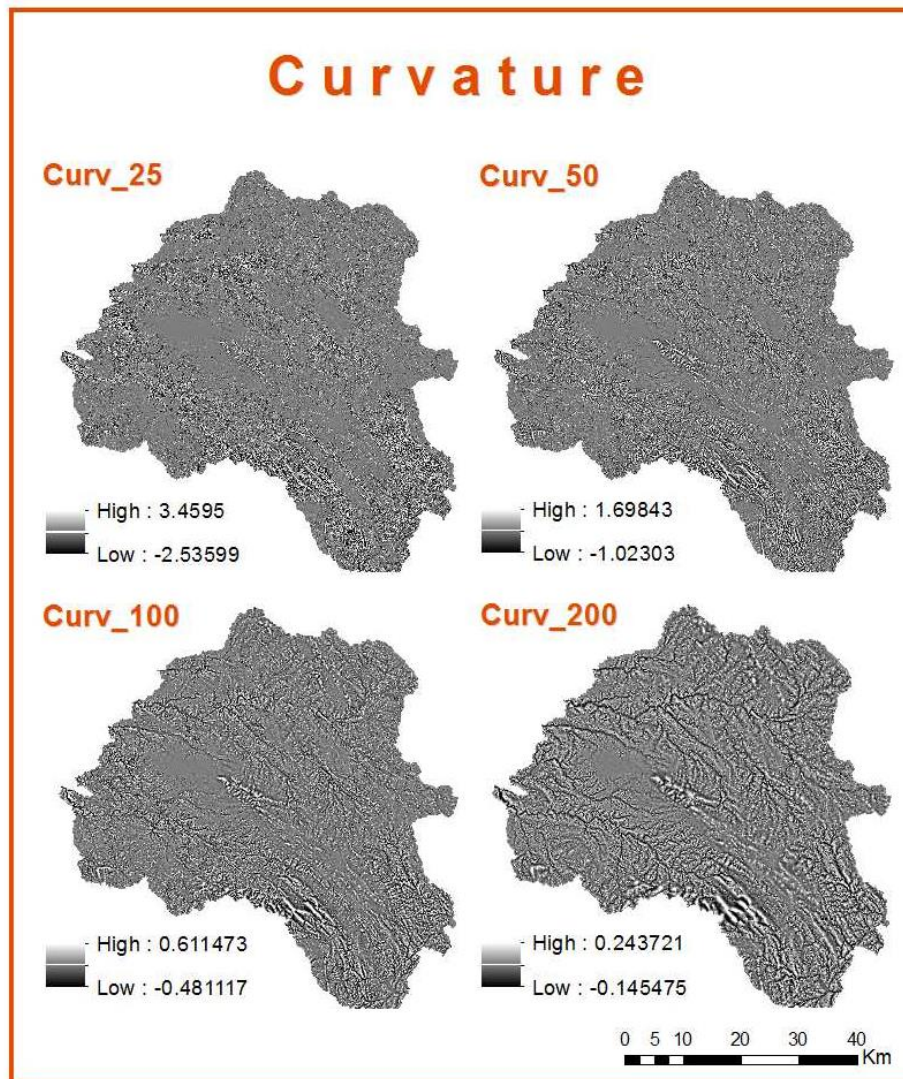 Curvature
Curv_25
Curv_50
High : 3.4595
Low : -2.53599
High : 1.69843
Low : -1.02303
Curv_100
Curv_200
High : 0.611473
Low : -0.481117
High : 0.243721
Low : -0.145475
0 5 10 20 30 40
Km